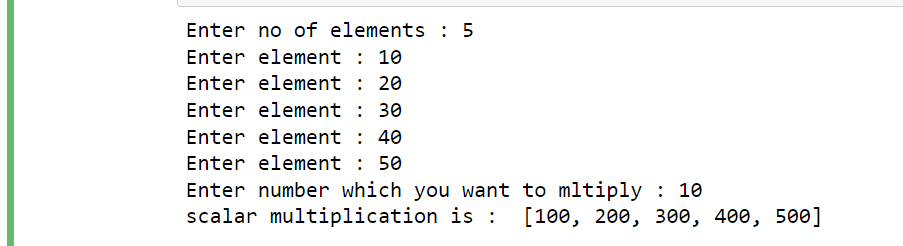 Enter no of elements : 5
Enter element : 10
Enter element : 20
Enter element : 30
Enter element : 40
Enter element : 50
Enter number which you want to mltiply : 10
scalar multiplication is :  [100, 200, 300, 400, 500]